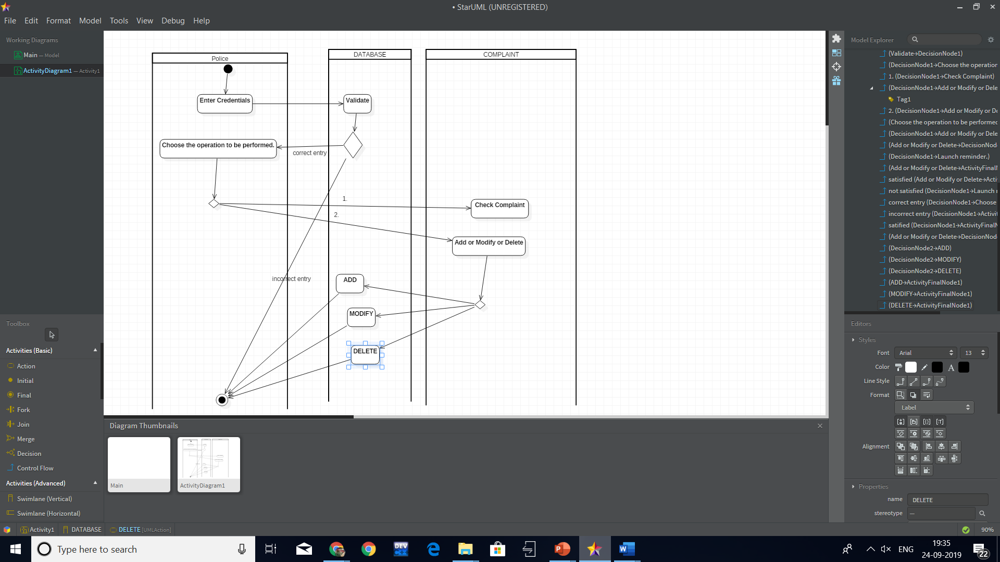 • StarUML (UNREGISTERED)
File Edit Format Model Tools View Debug Help
Working Diagrams
Main — Model
ActivityDiagram1 — Activity1
Police
DATABASE
COMPLAINT
Enter Credentials
Validate
Choose the operation to be performed.
correct entry
1.
2.
Check Complaint
Add or Modify or Delete
incorrect entry
ADD
MODIFY
DELETE
Toolbox
Activities (Basic)
Action
Initial
Final
Fork
Join
Merge
Decision
Control Flow
Activities (Advanced)
Swimlane (Vertical)
Swimlane (Horizontal)
Diagram Thumbnails
Main
ActivityDiagram1
Model Explorer
(Validate→DecisionNode1)
(DecisionNode1→Choose the operation
1. (DecisionNode1→Check Complaint)
(DecisionNode1→Add or Modify or Dele
Tag1
2. (DecisionNode1→Add or Modify or De
(Choose the operation to be performed
(DecisionNode1→Add or Modify or Dele
(Add or Modify or Delete→DecisionNod
(DecisionNode1→Launch reminder.)
(Add or Modify or Delete→ActivityFinalN
satisfied (Add or Modify or Delete→Acti
not satisfied (DecisionNode1→Launch r
correct entry (DecisionNode1→Choose
incorrect entry (DecisionNode1→Activit
satified (DecisionNode1→ActivityFinalN
(Add or Modify or Delete→DecisionNod
(DecisionNode2→ADD)
(DecisionNode2→MODIFY)
(DecisionNode2→DELETE)
(ADD→ActivityFinalNode1)
(MODIFY→ActivityFinalNode1)
(DELETE→ActivityFinalNode1)
Editors
Styles
Font Arial 13
Color A
Line Style
Format
Label
Alignment
Properties
name DELETE
stereotype —
Activity1 DATABASE DELETE [UMLAction]
90%
Type here to search
DEV C++
P
W
ENG
19:35
24-09-2019
22